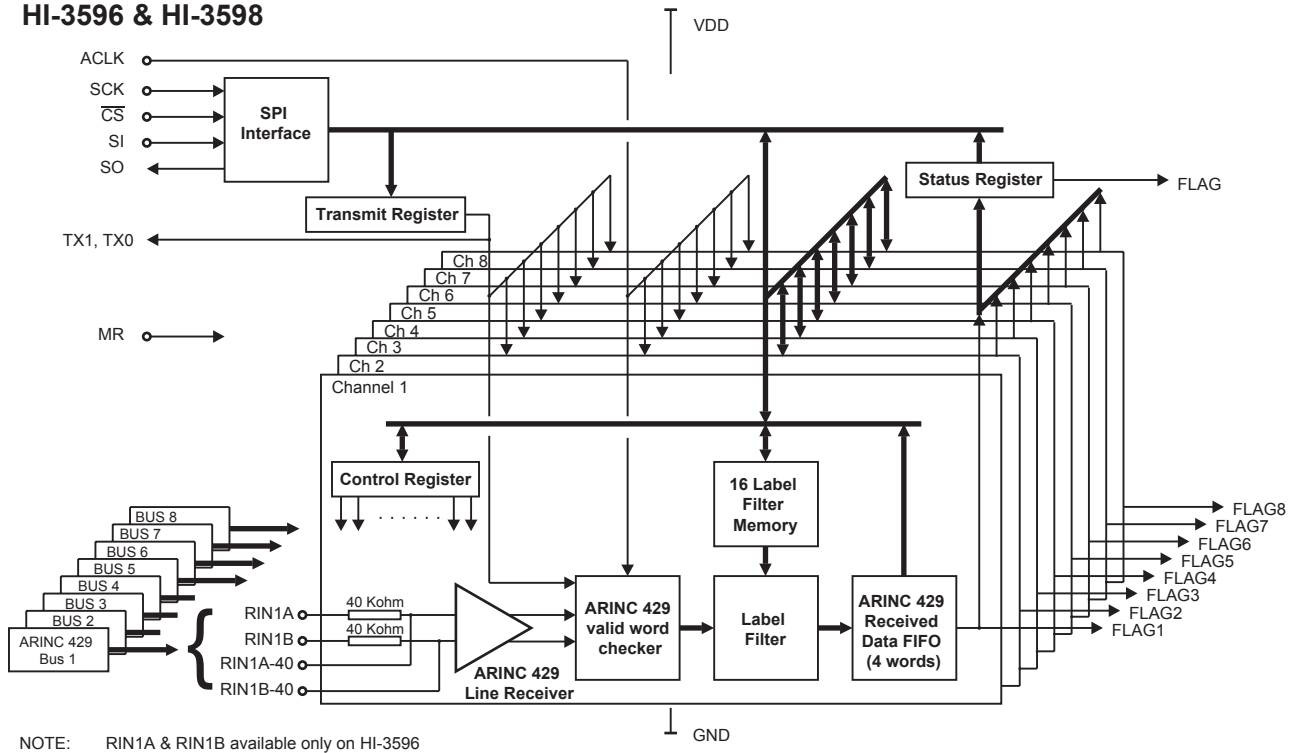 HI-3596 & HI-3598
VDD
ACLK
SCK
CS
SI
SO
SPI
Interface
Transmit Register
Status Register
FLAG
TX1, TX0
MR
Ch 8
Ch 7
Ch 6
Ch 5
Ch 4
Ch 3
Ch 2
Channel 1
Control Register
16 Label
Filter
Memory
BUS 8
BUS 7
BUS 6
BUS 5
BUS 4
BUS 3
BUS 2
ARINC 429
Bus 1
RIN1A
RIN1B
RIN1A-40
RIN1B-40
40 Kohm
40 Kohm
ARINC 429
Line Receiver
ARINC 429
valid word
checker
Label
Filter
ARINC 429
Received
Data FIFO
(4 words)
FLAG8
FLAG7
FLAG6
FLAG5
FLAG4
FLAG3
FLAG2
FLAG1
GND
NOTE: RIN1A & RIN1B available only on HI-3596